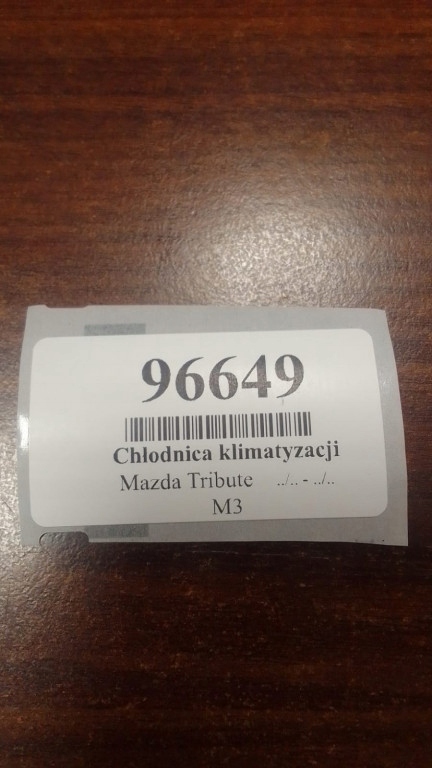 96649
Chłodnica klimatyzacji
Mazda Tribute ../.. - ../..
M3